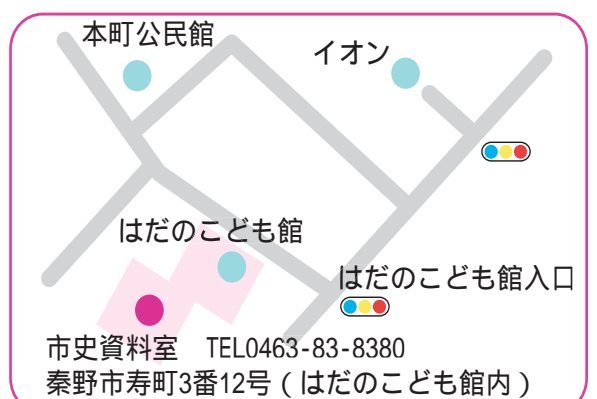 本町公民館
イオン
はだのこども館
はだのこども館入口
市史資料室　TEL0463-83-8380
秦野市寿町3番12号（はだのこども館内）